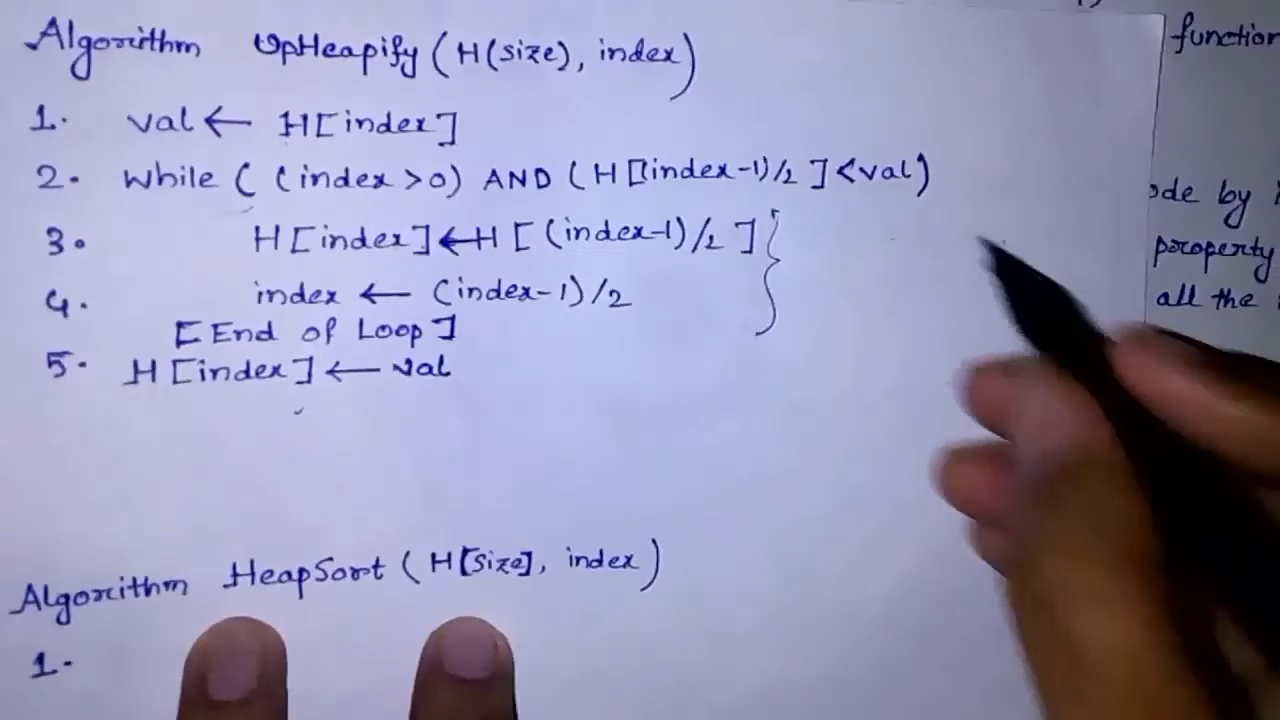 Algorithm UpHeapify (H(size), index)
1. val ← H[index]
2. while ( (index>0) AND (H[(index-1)/2] < val)
3. H[index] ← H[(index-1)/2]
4. index ← (index-1)/2
[End of Loop]
5. H[index] ← val
Algorithm HeapSort (H[size], index)
1.
function
by
property
all the